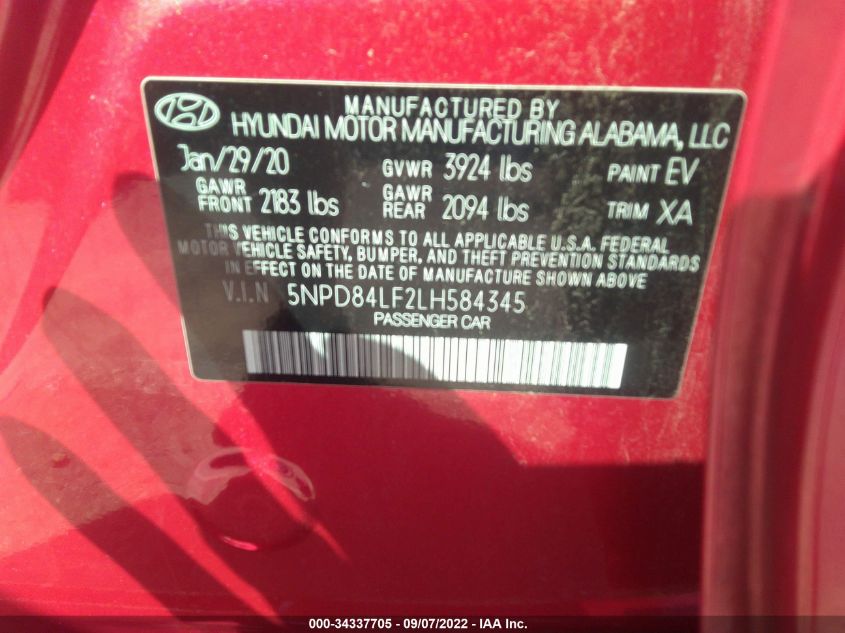 MANUFACTURED BY
HYUNDAI MOTOR MANUFACTURING ALABAMA, LLC
Jan/29/20 GVWR 3924 lbs PAINT EV
GAWR FRONT 2183 lbs GAWR REAR 2094 lbs TRIM XA
THIS VEHICLE CONFORMS TO ALL APPLICABLE U.S.A. FEDERAL
MOTOR VEHICLE SAFETY, BUMPER, AND THEFT PREVENTION STANDARDS
IN EFFECT ON THE DATE OF MANUFACTURE SHOWN ABOVE
V.I.N 5NPD84LF2LH584345
PASSENGER CAR
000-34337705 - 09/07/2022 - IAA Inc.